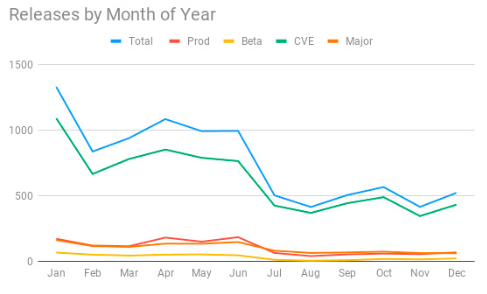 Releases by Month of Year
Total Prod Beta CVE Major
1500
1000
500
0
Jan Feb Mar Apr May Jun Jul Aug Sep Oct Nov Dec